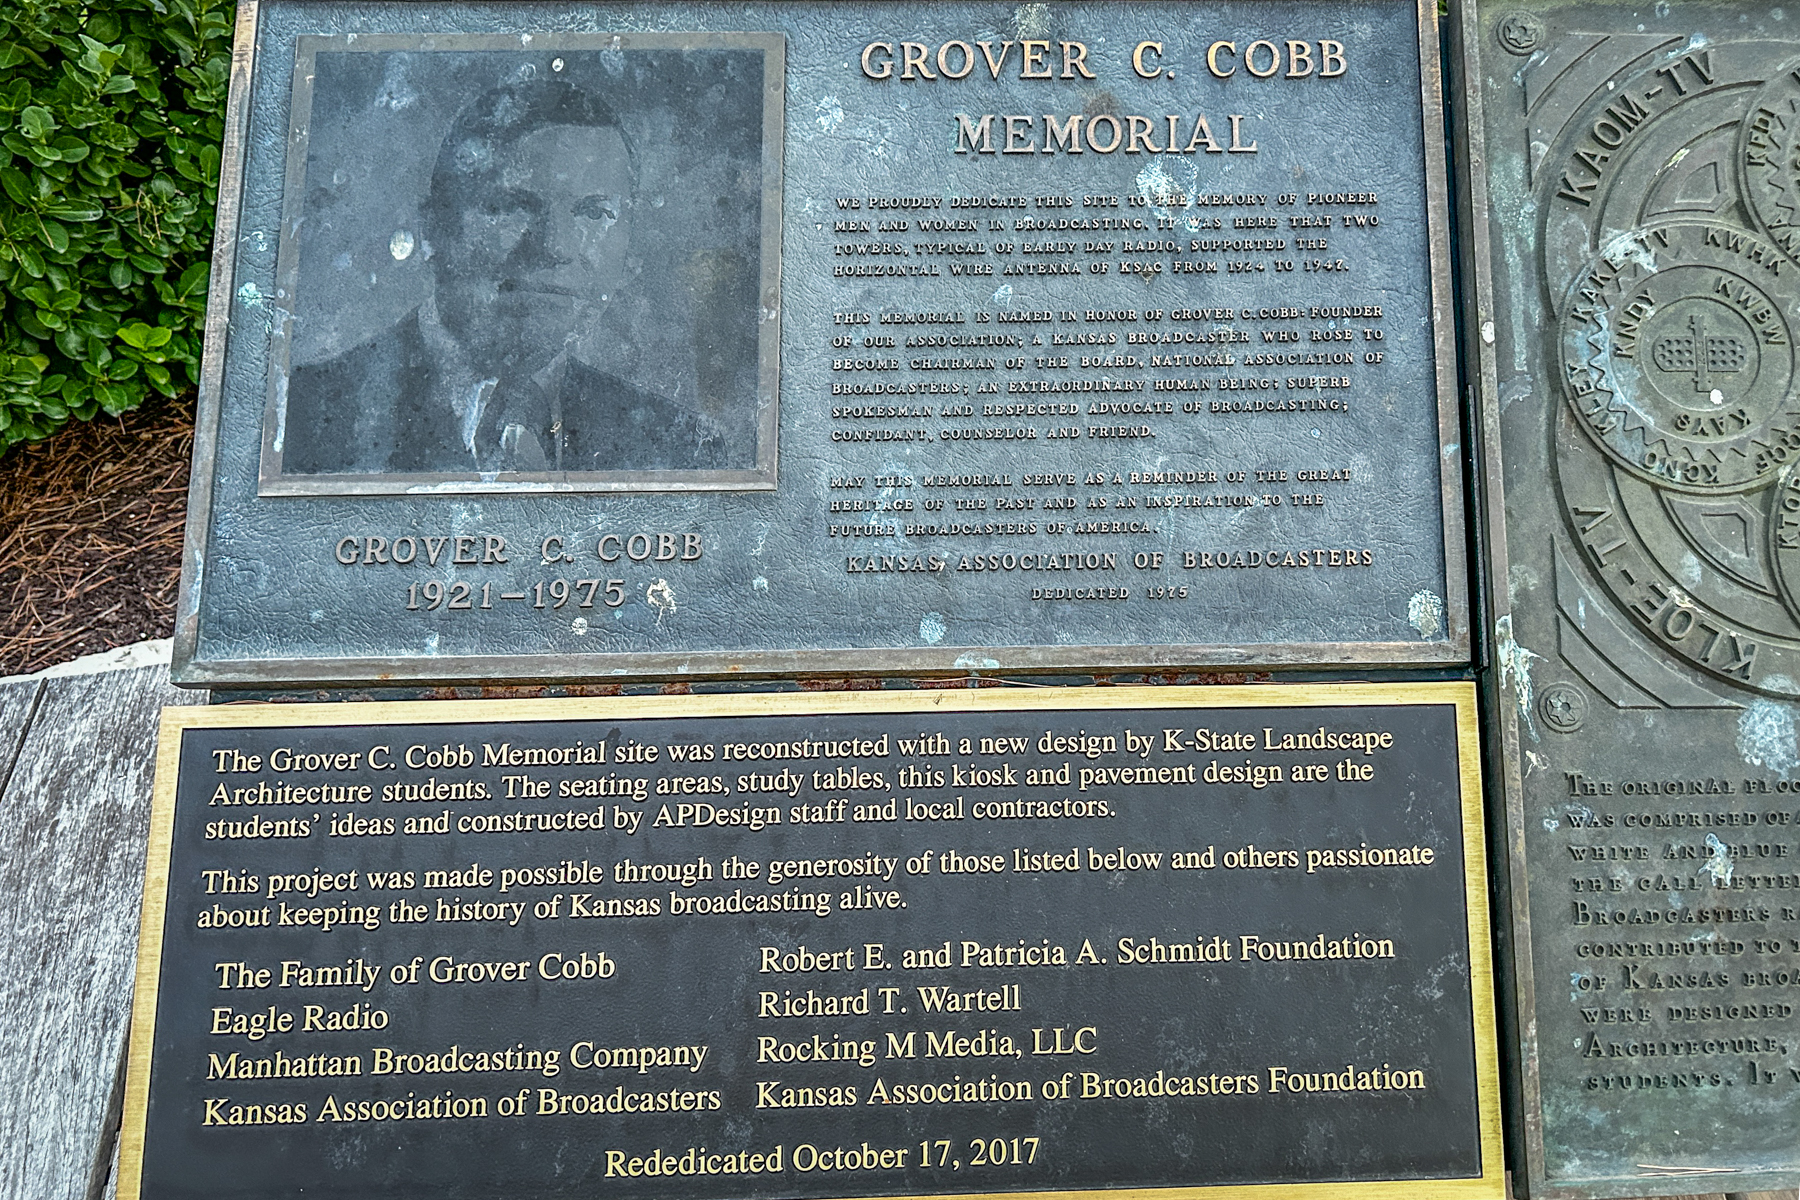 GROVER C. COBB
MEMORIAL
WE PROUDLY DEDICATE THIS SITE TO THE MEMORY OF PIONEER
MEN AND WOMEN IN BROADCASTING. IT WAS HERE THAT TWO
TOWERS, TYPICAL OF EARLY DAY RADIO, SUPPORTED THE
HORIZONTAL WIRE ANTENNA OF KSAC FROM 1924 TO 1947.
THIS MEMORIAL IS NAMED IN HONOR OF GROVER C. COBB: FOUNDER
OF OUR ASSOCIATION; A KANSAS BROADCASTER WHO ROSE TO
BECOME CHAIRMAN OF THE BOARD, NATIONAL ASSOCIATION OF
BROADCASTERS; AN EXTRAORDINARY HUMAN BEING; SUPERB
SPOKESMAN AND RESPECTED ADVOCATE OF BROADCASTING;
CONFIDANT, COUNSELOR AND FRIEND.
MAY THIS MEMORIAL SERVE AS A REMINDER OF THE GREAT
HERITAGE OF THE PAST AND AS AN INSPIRATION TO THE
FUTURE BROADCASTERS OF AMERICA.
KANSAS ASSOCIATION OF BROADCASTERS
DEDICATED 1975
GROVER C. COBB
1921-1975
The Grover C. Cobb Memorial site was reconstructed with a new design by K-State Landscape
Architecture students. The seating areas, study tables, this kiosk and pavement design are the
students' ideas and constructed by APDesign staff and local contractors.
This project was made possible through the generosity of those listed below and others passionate
about keeping the history of Kansas broadcasting alive.
The Family of Grover Cobb
Eagle Radio
Manhattan Broadcasting Company
Kansas Association of Broadcasters
Robert E. and Patricia A. Schmidt Foundation
Richard T. Wartell
Rocking M Media, LLC
Kansas Association of Broadcasters Foundation
Rededicated October 17, 2017
KAOM-TV
KAKE TV
KWHK
KNDY
KWBW
KLEY
KAYS
KGNO
KLOE-TV
THE ORIGINAL
WAS COMPRISED OF
WHITE AND BLUE
THE CALL
BROADCASTERS
CONTRIBUTED TO
OF KANSAS
WERE DESIGNED
ARCHITECTURE,
STUDENTS. IT